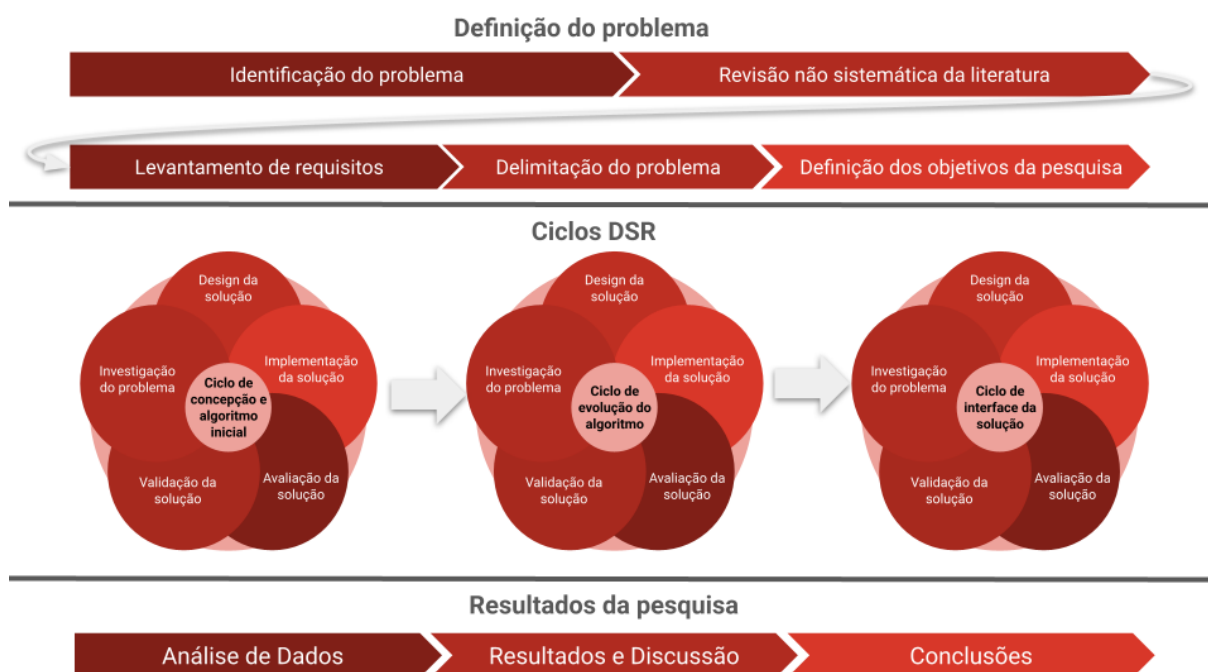 Definição do problema
Identificação do problema
Revisão não sistemática da literatura
Levantamento de requisitos
Delimitação do problema
Definição dos objetivos da pesquisa
Ciclos DSR
Design da
solução
Implementação
da solução
Avaliação da
solução
Validação da
solução
Investigação
do problema
Ciclo de
concepção e
algoritmo
inicial
Design da
solução
Implementação
da solução
Avaliação da
solução
Validação da
solução
Investigação
do problema
Ciclo de
evolução do
algoritmo
Design da
solução
Implementação
da solução
Avaliação da
solução
Validação da
solução
Investigação
do problema
Ciclo de
interface da
solução
Resultados da pesquisa
Análise de Dados
Resultados e Discussão
Conclusões